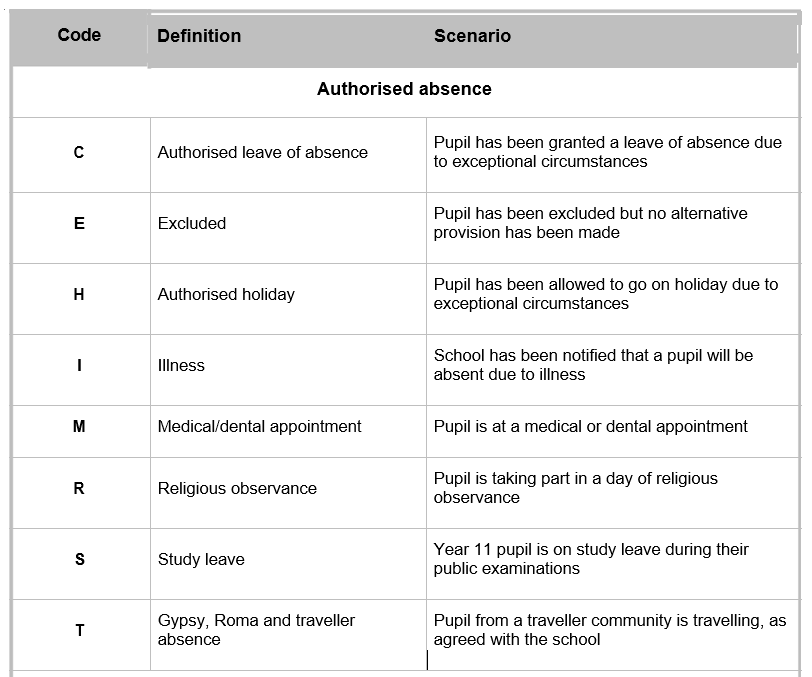 Code Definition Scenario
Authorised absence
C Authorised leave of absence Pupil has been granted a leave of absence due
to exceptional circumstances
E Excluded Pupil has been excluded but no alternative
provision has been made
H Authorised holiday Pupil has been allowed to go on holiday due to
exceptional circumstances
I Illness School has been notified that a pupil will be
absent due to illness
M Medical/dental appointment Pupil is at a medical or dental appointment
R Religious observance Pupil is taking part in a day of religious
observance
S Study leave Year 11 pupil is on study leave during their
public examinations
T Gypsy, Roma and traveller
absence Pupil from a traveller community is travelling, as
agreed with the school